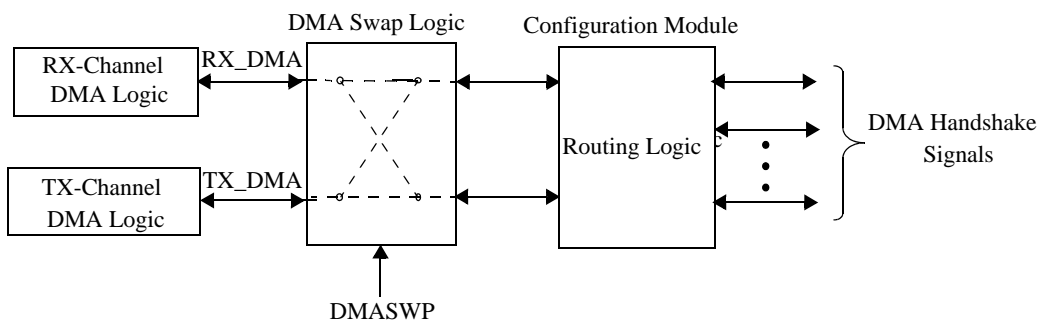 DMA Swap Logic
Configuration Module
RX-Channel
DMA Logic
RX_DMA
TX-Channel
DMA Logic
TX_DMA
Routing Logic
c
DMA Handshake
Signals
DMASWP